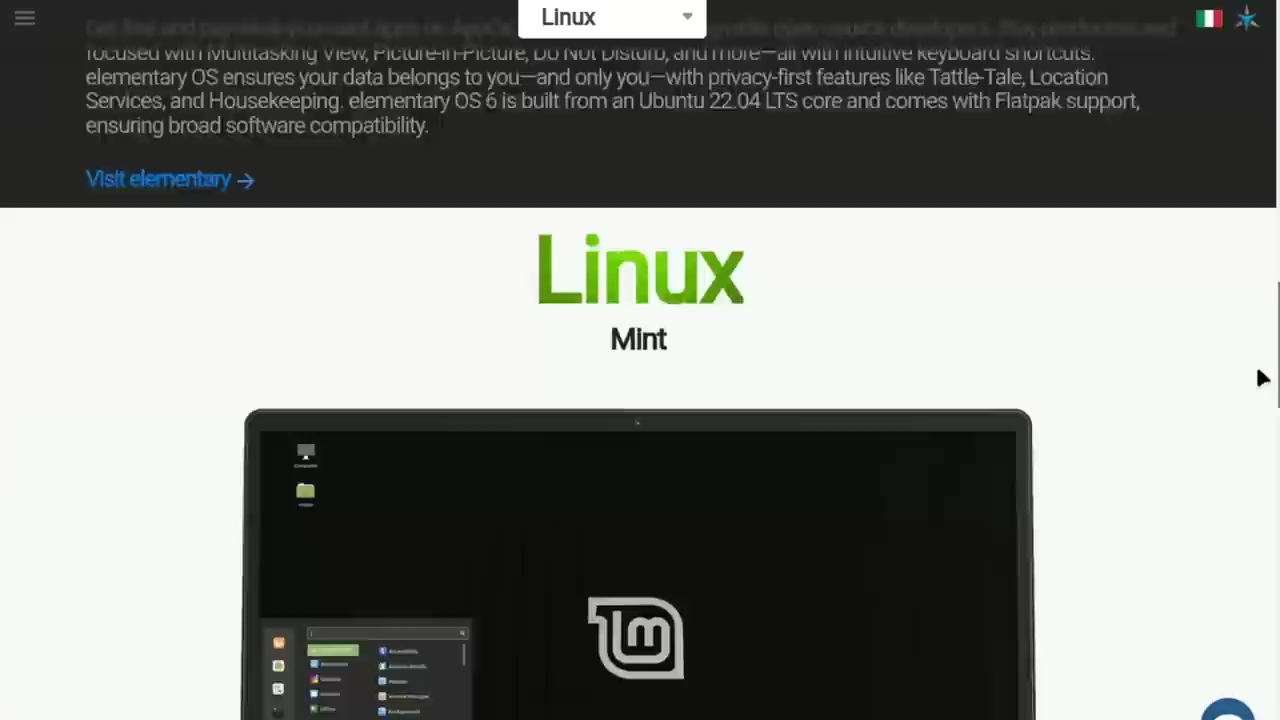 Linux
focused with Multitasking View, Picture-in-Picture, Do Not Disturb, and more—all with intuitive keyboard shortcuts.
elementary OS ensures your data belongs to you—and only you—with privacy-first features like Tattle-Tale, Location
Services, and Housekeeping. elementary OS 6 is built from an Ubuntu 22.04 LTS core and comes with Flatpak support,
ensuring broad software compatibility.
Visit elementary →
Linux
Mint
lm